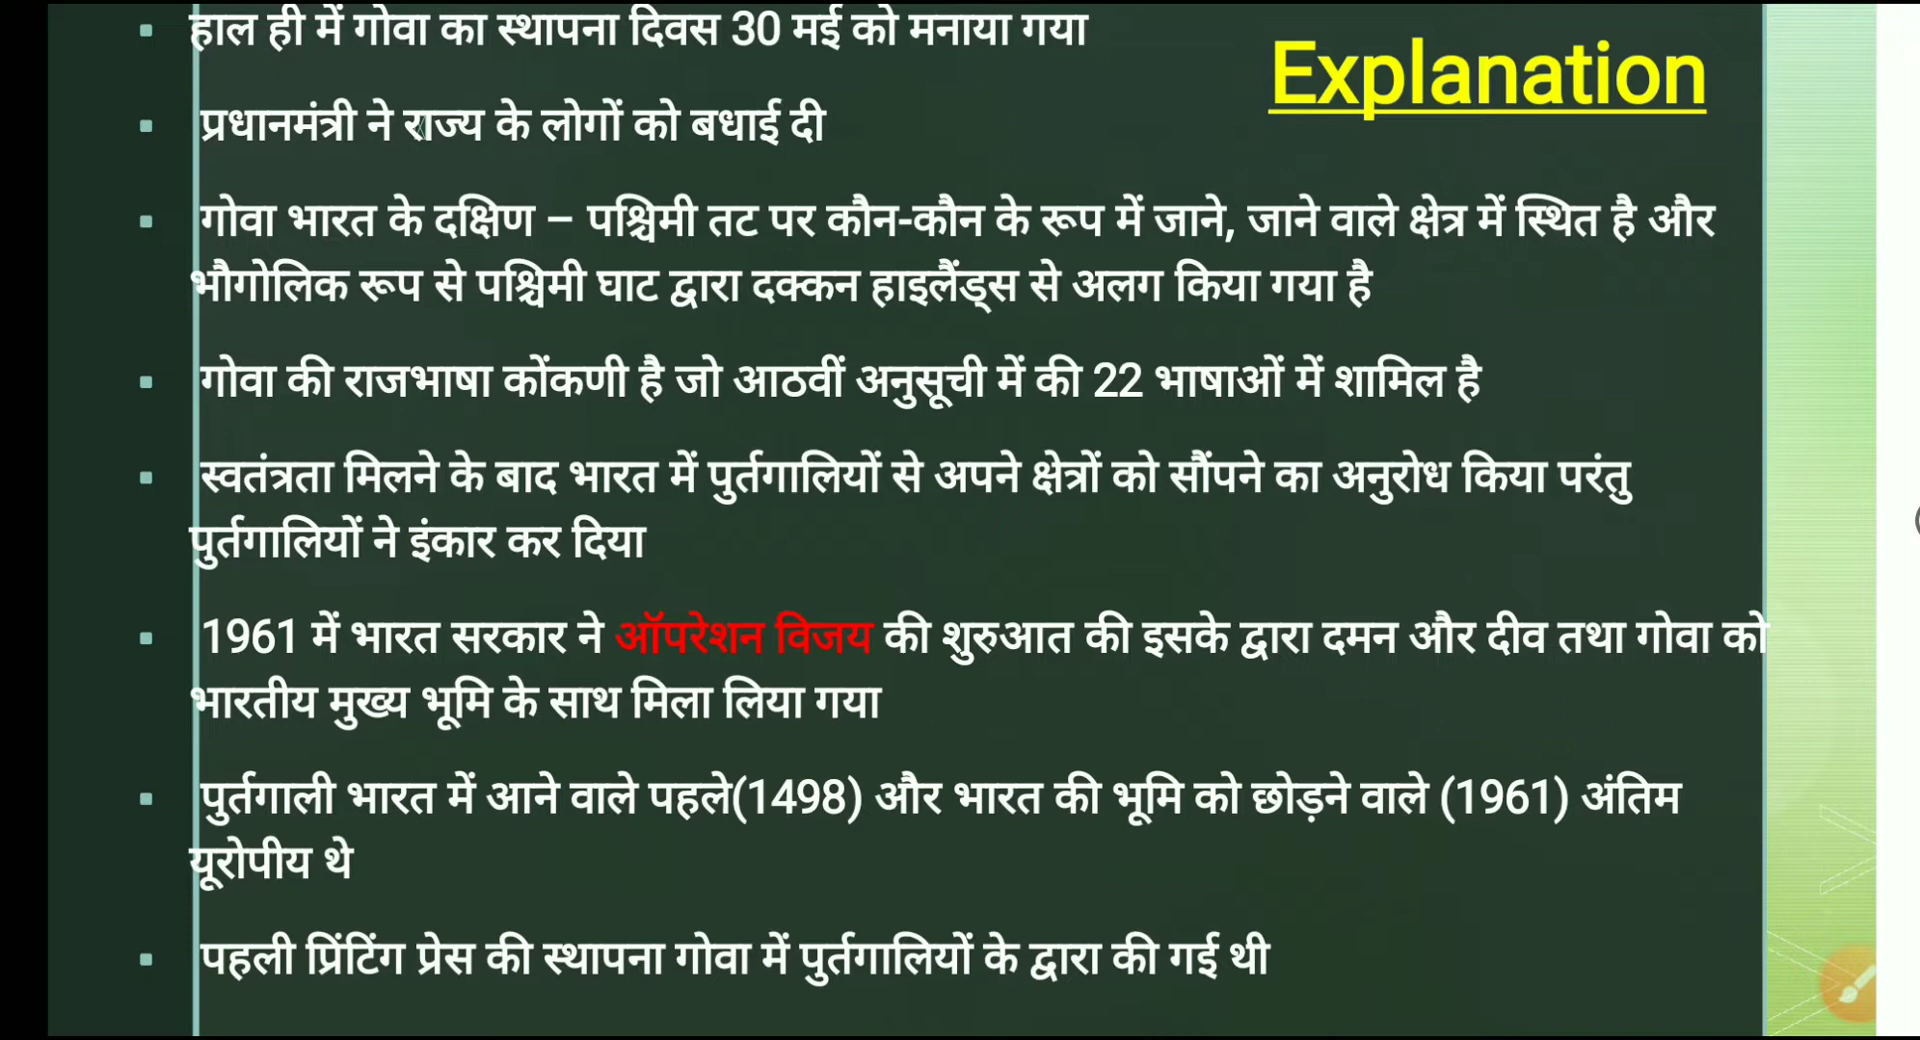 हाल ही में गोवा का स्थापना दिवस 30 मई को मनाया गया
Explanation
प्रधानमंत्री ने राज्य के लोगों को बधाई दी
गोवा भारत के दक्षिण – पश्चिमी तट पर कौन-कौन के रूप में जाने, जाने वाले क्षेत्र में स्थित है और
भौगोलिक रूप से पश्चिमी घाट द्वारा दक्कन हाइलैंड्स से अलग किया गया है
गोवा की राजभाषा कोंकणी है जो आठवीं अनुसूची में की 22 भाषाओं में शामिल है
स्वतंत्रता मिलने के बाद भारत में पुर्तगालियों से अपने क्षेत्रों को सौंपने का अनुरोध किया परंतु
पुर्तगालियों ने इंकार कर दिया
1961 में भारत सरकार ने ऑपरेशन विजय की शुरुआत की इसके द्वारा दमन और दीव तथा गोवा को
भारतीय मुख्य भूमि के साथ मिला लिया गया
पुर्तगाली भारत में आने वाले पहले(1498) और भारत की भूमि को छोड़ने वाले (1961) अंतिम
यूरोपीय थे
पहली प्रिंटिंग प्रेस की स्थापना गोवा में पुर्तगालियों के द्वारा की गई थी